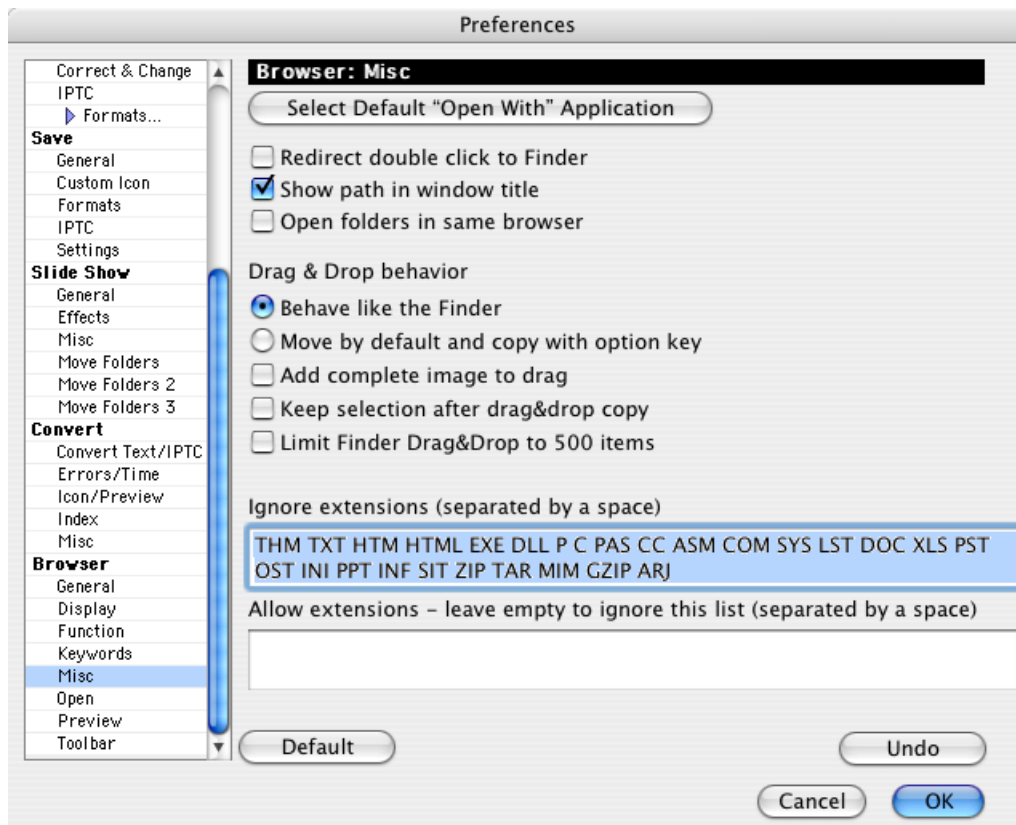 Preferences
Correct & Change
IPTC
Formats...
Save
General
Custom Icon
Formats
IPTC
Settings
Slide Show
General
Effects
Misc
Move Folders
Move Folders 2
Move Folders 3
Convert
Convert Text/IPTC
Errors/Time
Icon/Preview
Index
Misc
Browser
General
Display
Function
Keywords
Misc
Open
Preview
Toolbar
Browser: Misc
Select Default “Open With” Application
Redirect double click to Finder
Show path in window title
Open folders in same browser
Drag & Drop behavior
Behave like the Finder
Move by default and copy with option key
Add complete image to drag
Keep selection after drag&drop copy
Limit Finder Drag&Drop to 500 items
Ignore extensions (separated by a space)
THM TXT HTM HTML EXE DLL P C PAS CC ASM COM SYS LST DOC XLS PST
OST INI PPT INF SIT ZIP TAR MIM GZIP ARJ
Allow extensions – leave empty to ignore this list (separated by a space)
Default
Undo
Cancel
OK